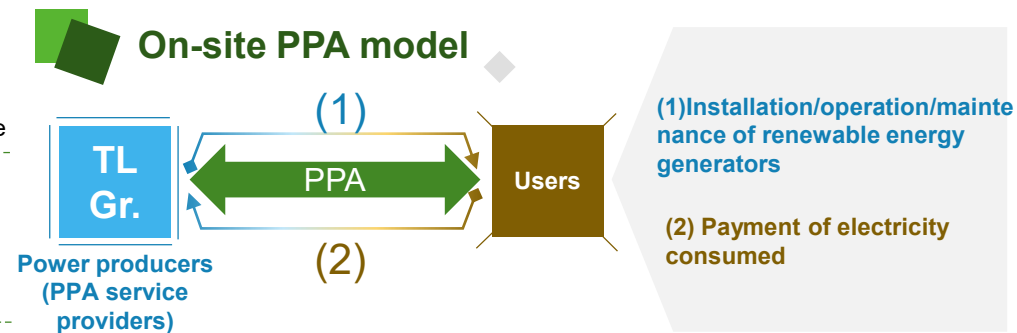 On-site PPA model
(1)
e
TL
Gr.
PPA
Users
(2)
Power producers
(PPA service
providers)
(1)Installation/operation/mainte
nance of renewable energy
generators
(2) Payment of electricity
consumed